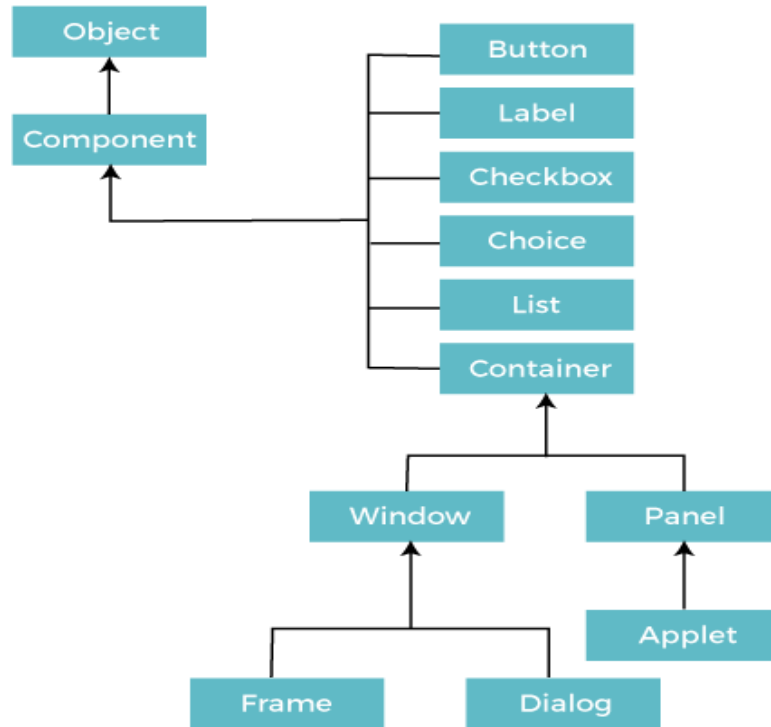 Object
Component
Button
Label
Checkbox
Choice
List
Container
Window
Panel
Applet
Frame
Dialog